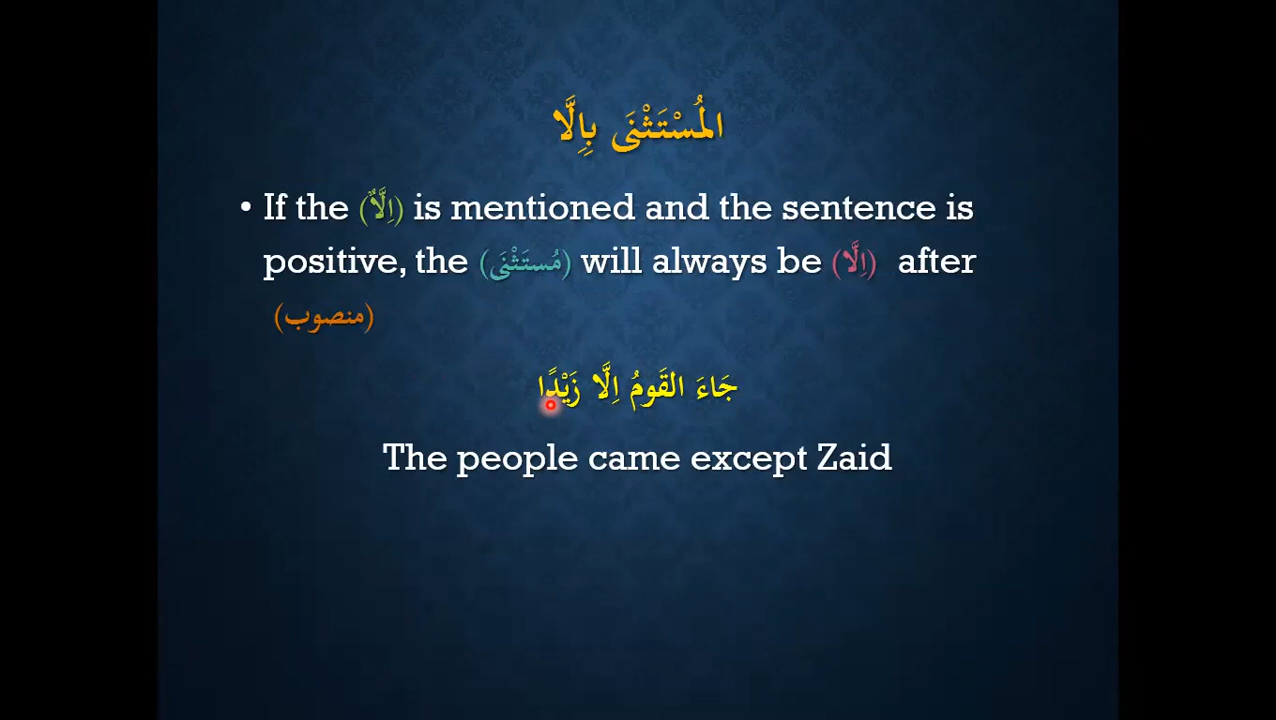 المُسْتَثْنَى بِإِلَّا
• If the (اِلَّاٌ) is mentioned and the sentence is
positive, the (مُستَثْنَى) will always be (اِلَّا) after
(منصوب)
جَاءَ القَومُ اِلَّا زَيْدًا
The people came except Zaid